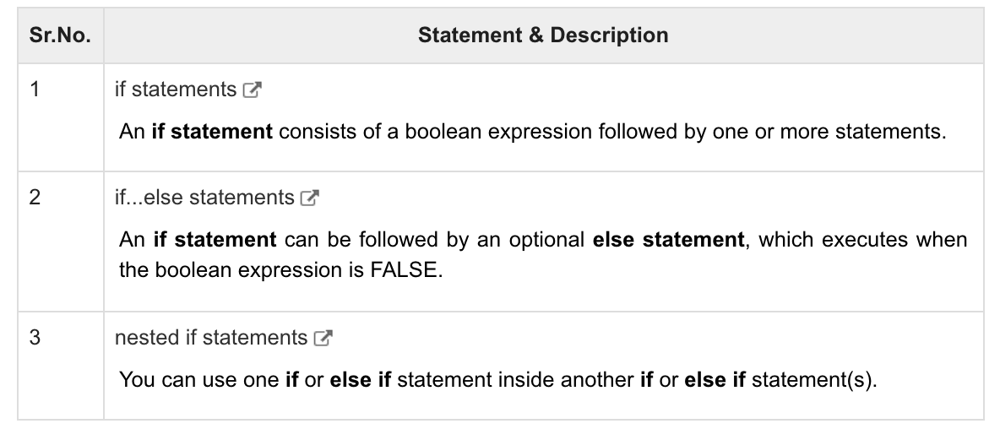 Sr.No. Statement & Description
1 if statements
An if statement consists of a boolean expression followed by one or more statements.
2 if...else statements
An if statement can be followed by an optional else statement, which executes when
the boolean expression is FALSE.
3 nested if statements
You can use one if or else if statement inside another if or else if statement(s).